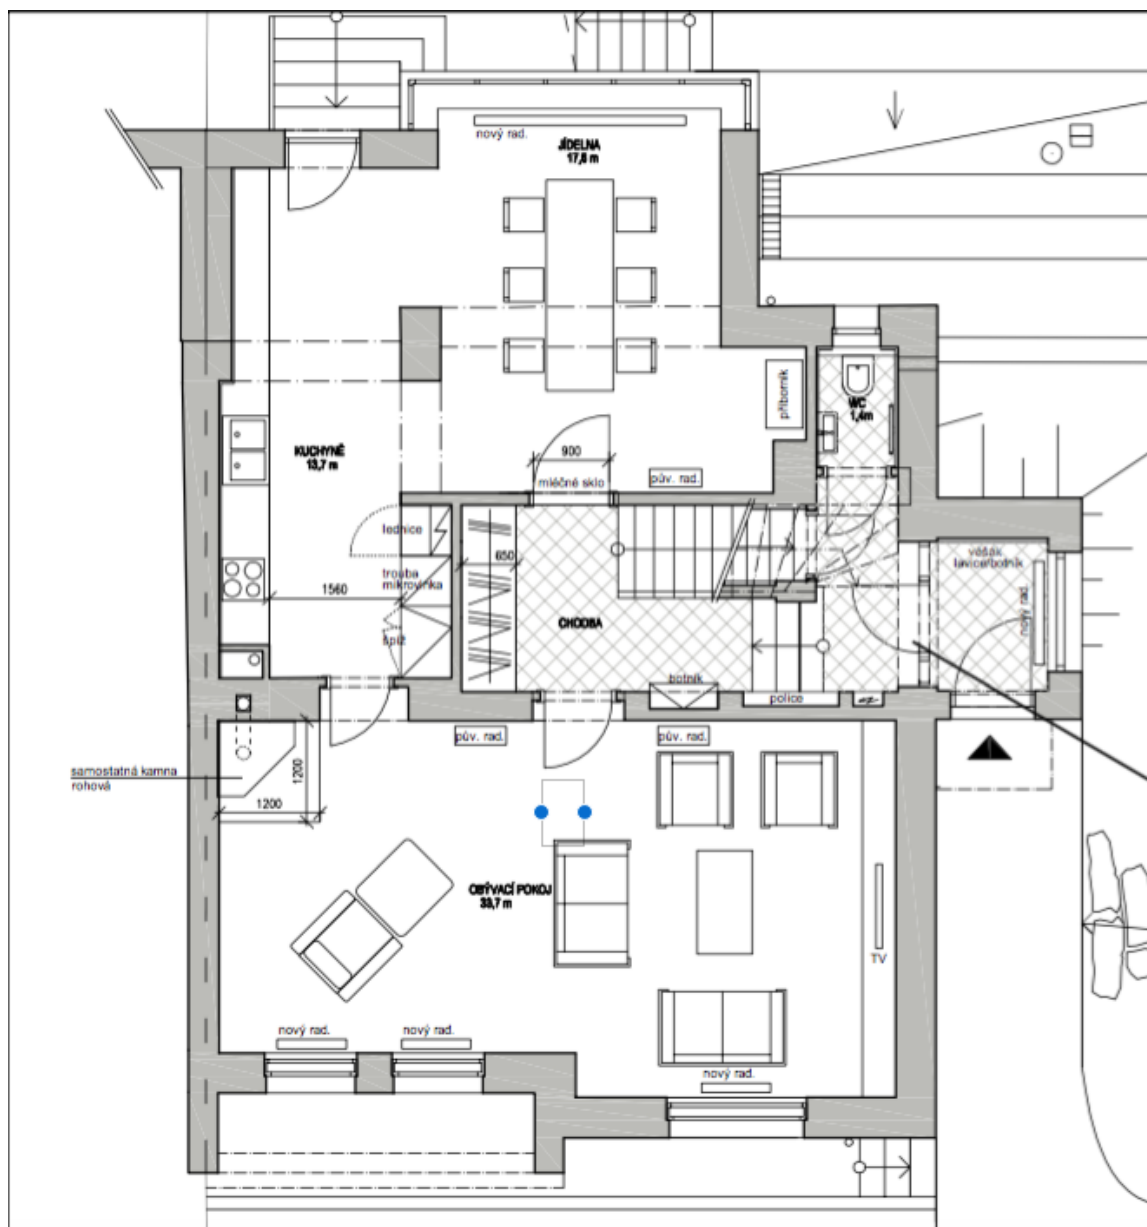 nový rad.
JÍDELNA
17,8 m
příborník
WC
1,4m
KUCHYNĚ
13,7 m
900
mléčné sklo
pův. rad.
lednice
650
trouba
mikrovlnka
1560
spíž
CHODBA
věšák
lavice/botník
nový rad.
botník
police
pův. rad.
pův. rad.
samostatná kamna
rohová
1200
1200
OBÝVACÍ POKOJ
33,7 m
TV
nový rad.
nový rad.
nový rad.